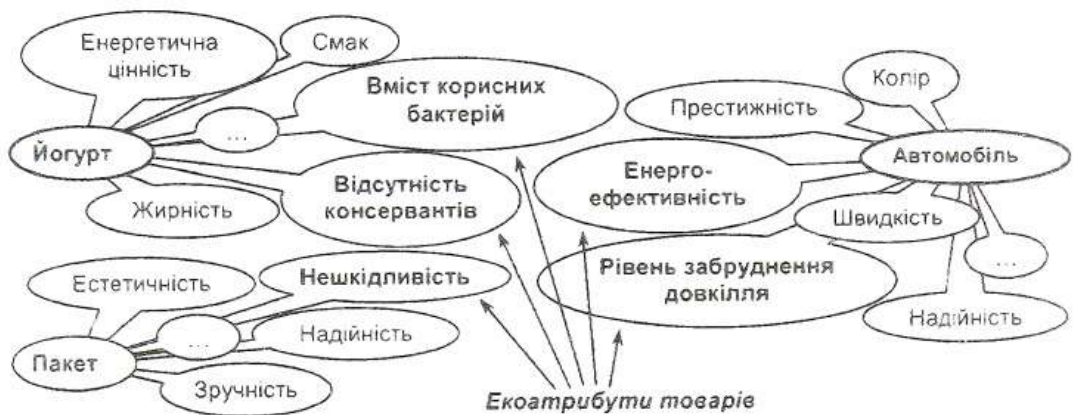 Енергетична
цінність
Смак
Вміст корисних
бактерій
...
Йогурт
Жирність
Відсутність
консервантів
Колір
Престижність
Автомобіль
Енерго-
ефективність
Швидкість
...
Рівень забруднення
довкілля
Надійність
Естетичність
Нешкідливість
...
Надійність
Пакет
Зручність
Екоатрибути товарів